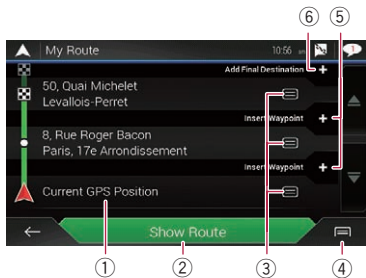 ⑥ ⑤
My Route 10:56 1
Add Final Destination +
50, Quai Michelet
Levallois-Perret
Insert Waypoint +
8, Rue Roger Bacon
Paris, 17e Arrondissement
Insert Waypoint +
Current GPS Position
Show Route
① ② ③ ④